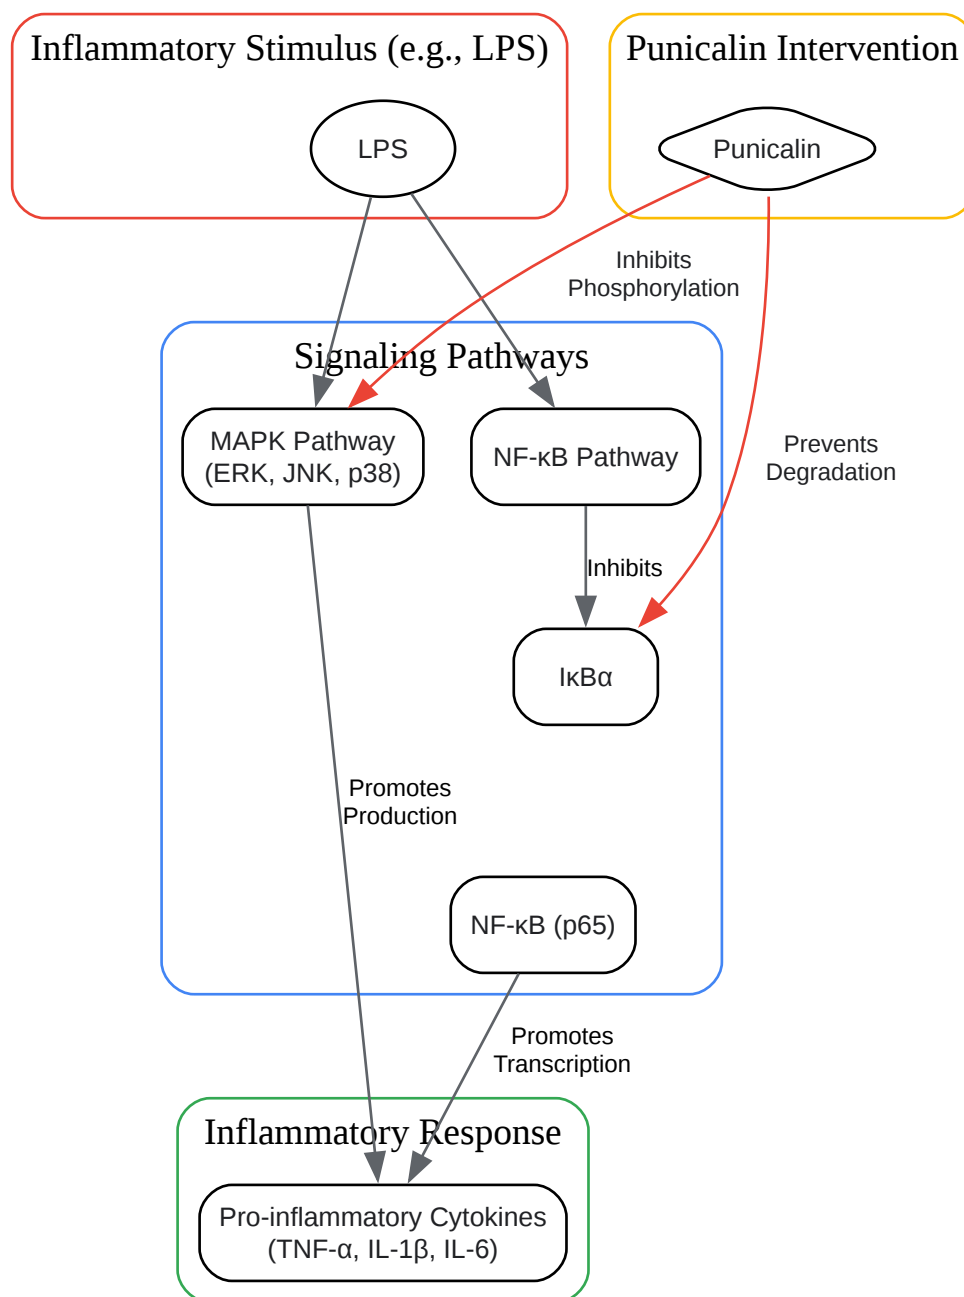 Inflammatory Stimulus (e.g., LPS)
Punicalin Intervention
LPS
Punicalin
Inhibits
Phosphorylation
Signaling Pathways
MAPK Pathway
(ERK, JNK, p38)
NF-κB Pathway
Prevents
Degradation
Inhibits
IκBα
Promotes
Production
NF-κB (p65)
Promotes
Transcription
Inflammatory Response
Pro-inflammatory Cytokines
(TNF-α, IL-1β, IL-6)